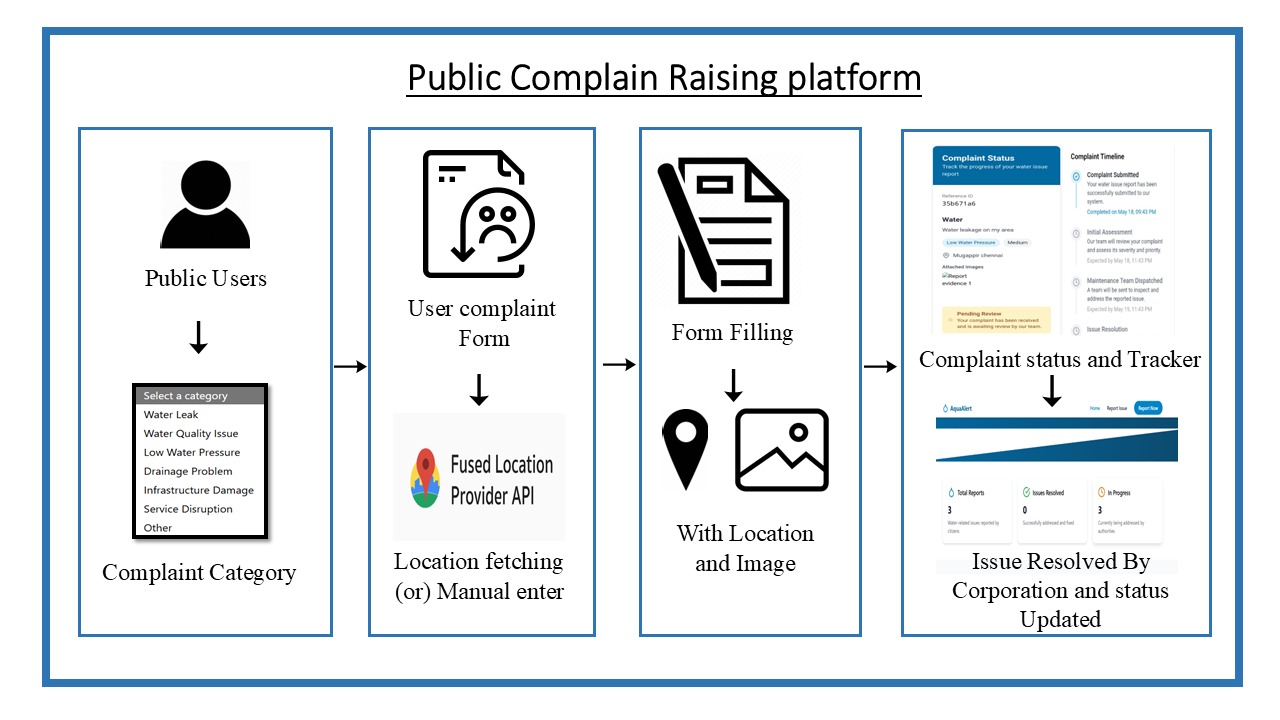 Public Complain Raising platform
Public Users
Select a category
Water Leak
Water Quality Issue
Low Water Pressure
Drainage Problem
Infrastructure Damage
Service Disruption
Other
Complaint Category
User complaint
Form
Fused Location
Provider API
Location fetching
(or) Manual enter
Form Filling
With Location
and Image
Complaint Status
Track the progress of your water issue
report
Reference ID
35b671a6
Water
Water leakage on my area
Low Water Pressure
Medium
Mugappir chennai
Attached Images
Report
evidence 1
Pending Review
Your complaint has been received
and is awaiting review by our team.
Complaint Timeline
Complaint Submitted
Your water issue report has been
successfully submitted to our
system.
Completed on May 18, 09:43 PM
Initial Assessment
Our team will review your complaint
and assess its severity and priority.
Expected by May 18, 11:43 PM
Maintenance Team Dispatched
A team will be sent to inspect and
address the reported issue.
Expected by May 19, 11:43 PM
Issue Resolution
Complaint status and Tracker
AquaAlert
Home
Report Issue
Report Now
Total Reports
3
Water-related issues reported by
citizens
Issues Resolved
0
Successfully addressed and fixed
In Progress
3
Currently being addressed by
authorities
Issue Resolved By
Corporation and status
Updated